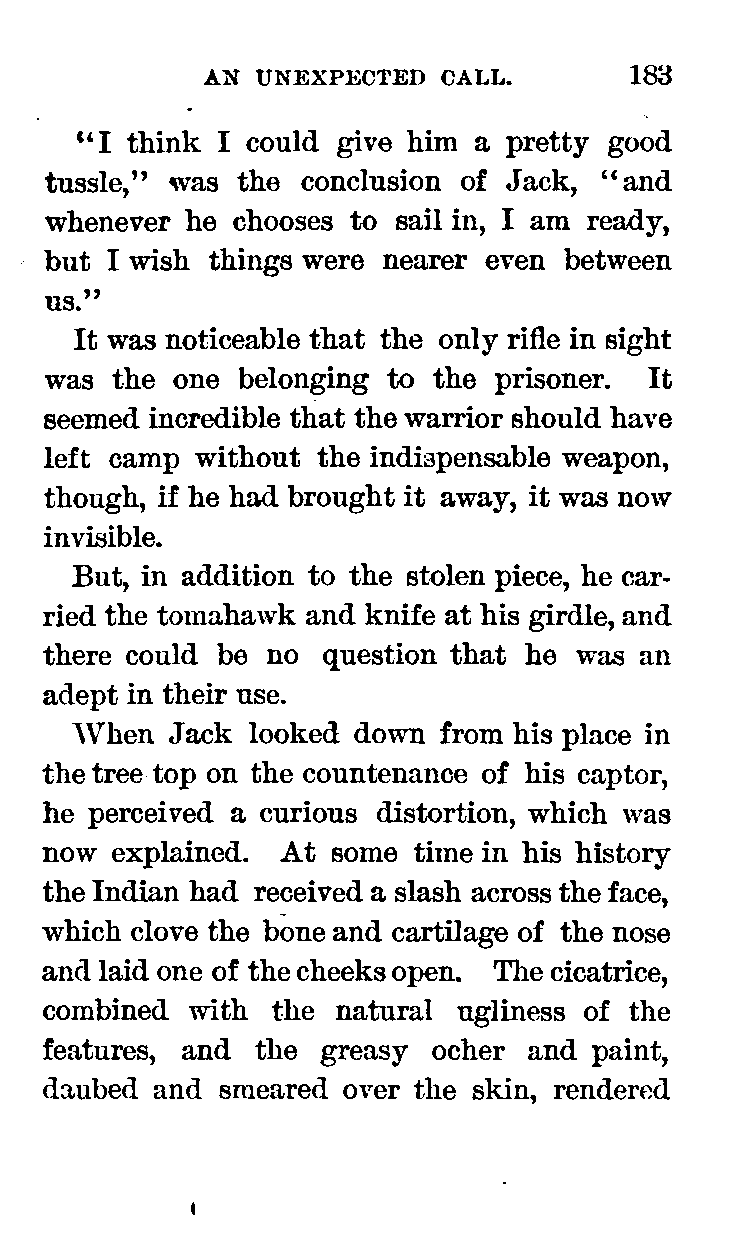 AN UNEXPECTED CALL. 183
"I think I could give him a pretty good
tussle," was the conclusion of Jack, "and
whenever he chooses to sail in, I am ready,
but I wish things were nearer even between
us."
It was noticeable that the only rifle in sight
was the one belonging to the prisoner. It
seemed incredible that the warrior should have
left camp without the indispensable weapon,
though, if he had brought it away, it was now
invisible.
But, in addition to the stolen piece, he car-
ried the tomahawk and knife at his girdle, and
there could be no question that he was an
adept in their use.
When Jack looked down from his place in
the tree top on the countenance of his captor,
he perceived a curious distortion, which was
now explained. At some time in his history
the Indian had received a slash across the face,
which clove the bone and cartilage of the nose
and laid one of the cheeks open. The cicatrice,
combined with the natural ugliness of the
features, and the greasy ocher and paint,
daubed and smeared over the skin, rendered